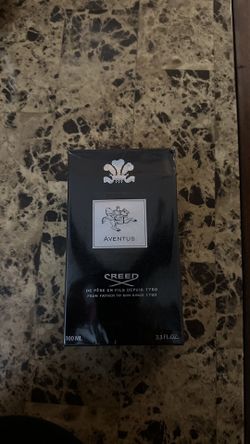 AVENTUS
CREED
DE PÈRE EN FILS DEPUIS 1760
FROM FATHER TO SON SINCE 1760
100 ML
3.3 FL.OZ.